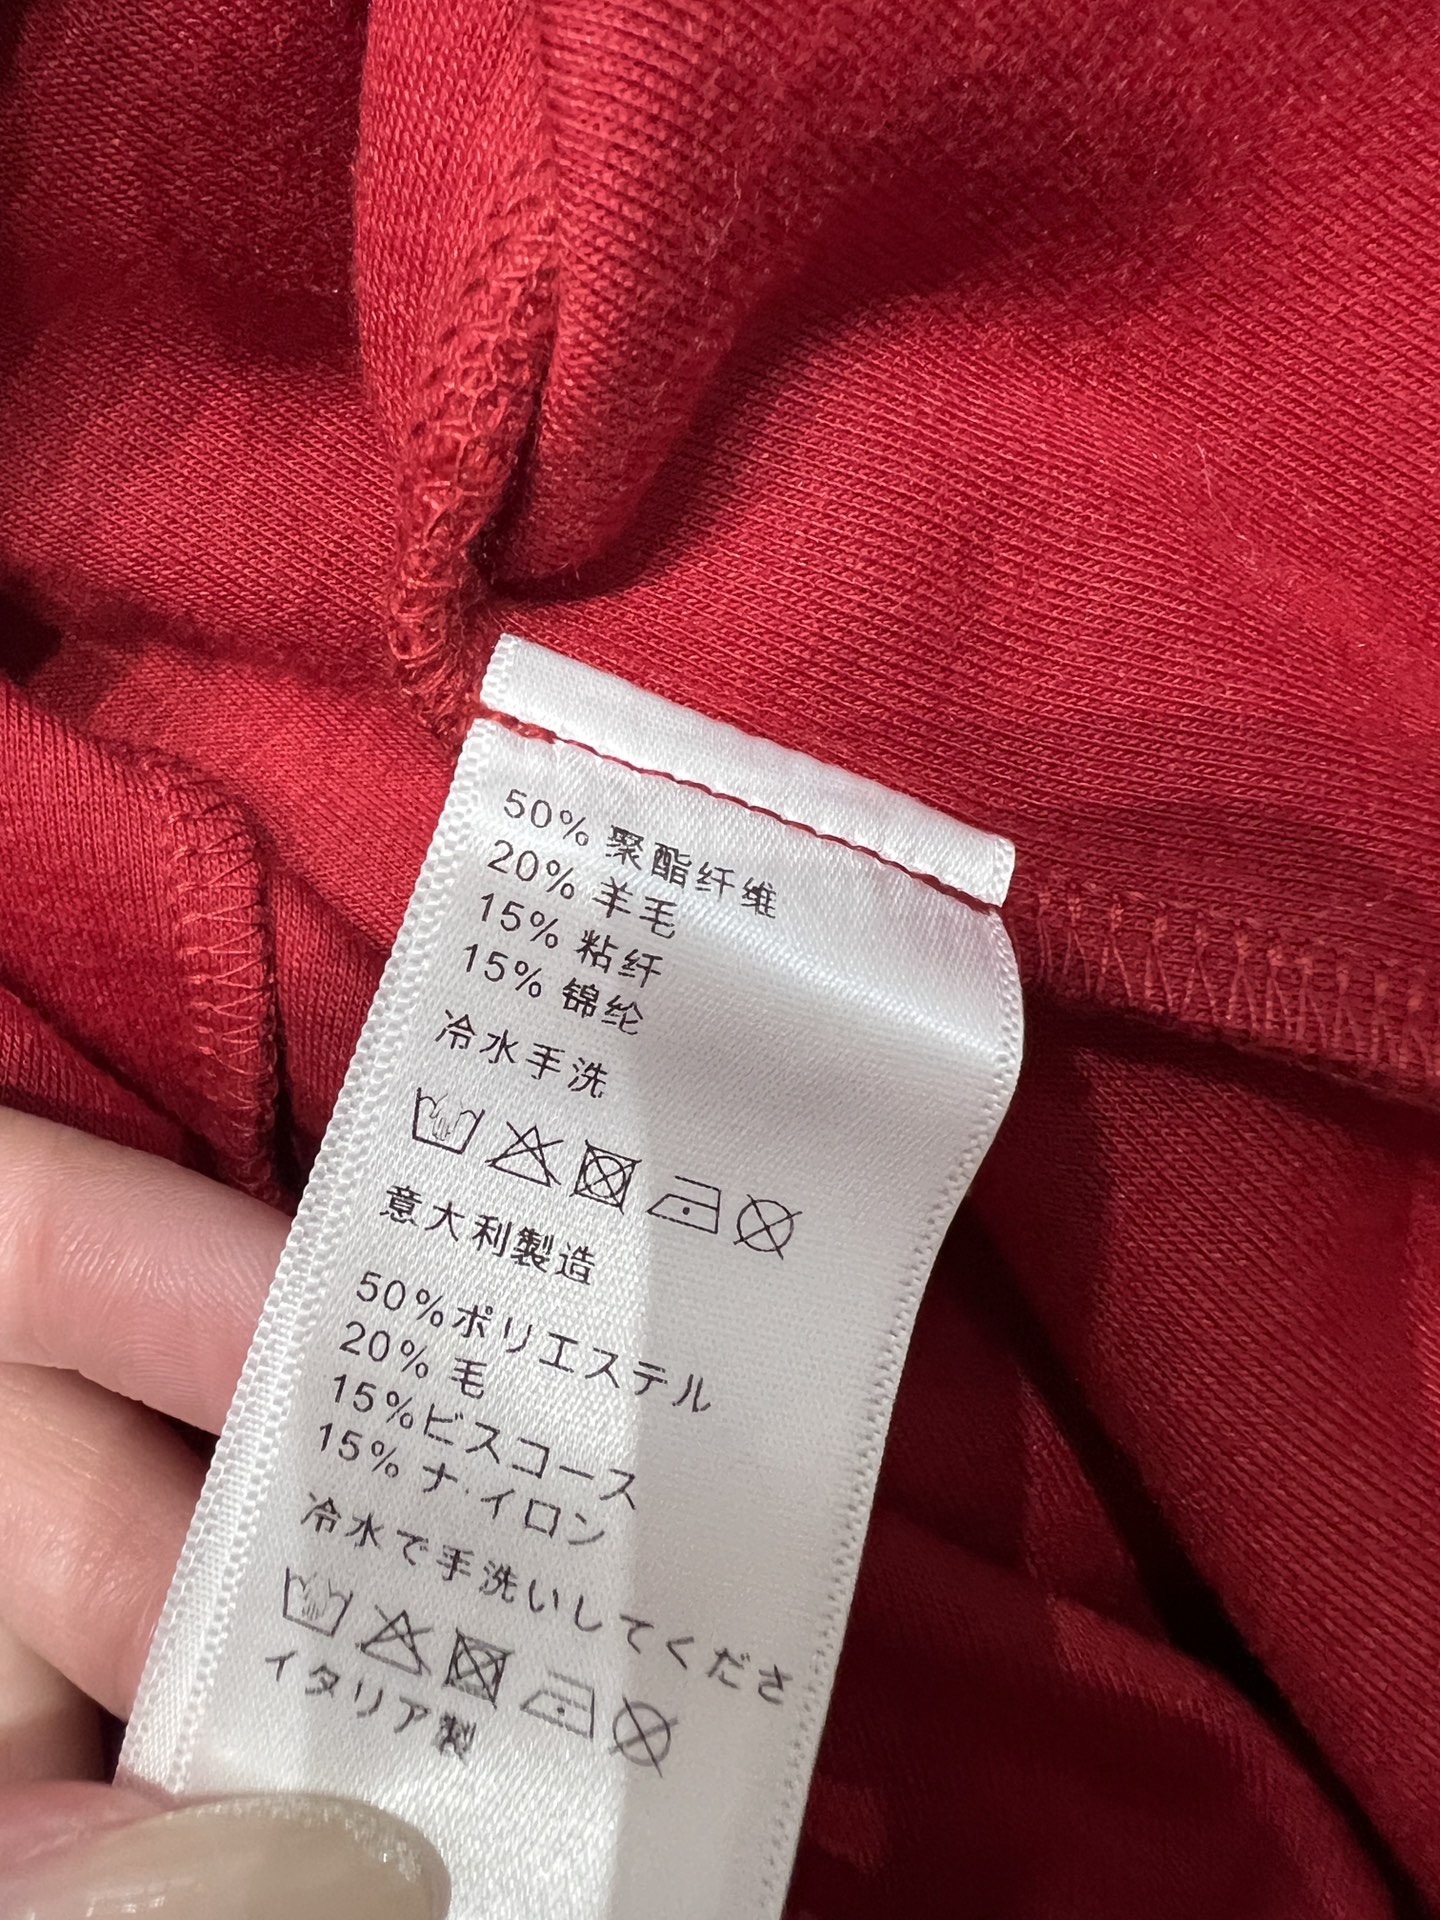 50% 聚酯纤维
20% 羊毛
15% 粘纤
15% 锦纶
冷水手洗
意大利製造
50%ポリエステル
20% 毛
15%ビスコース
15% ナイロン
冷水で手洗いしてくださ
イタリア製